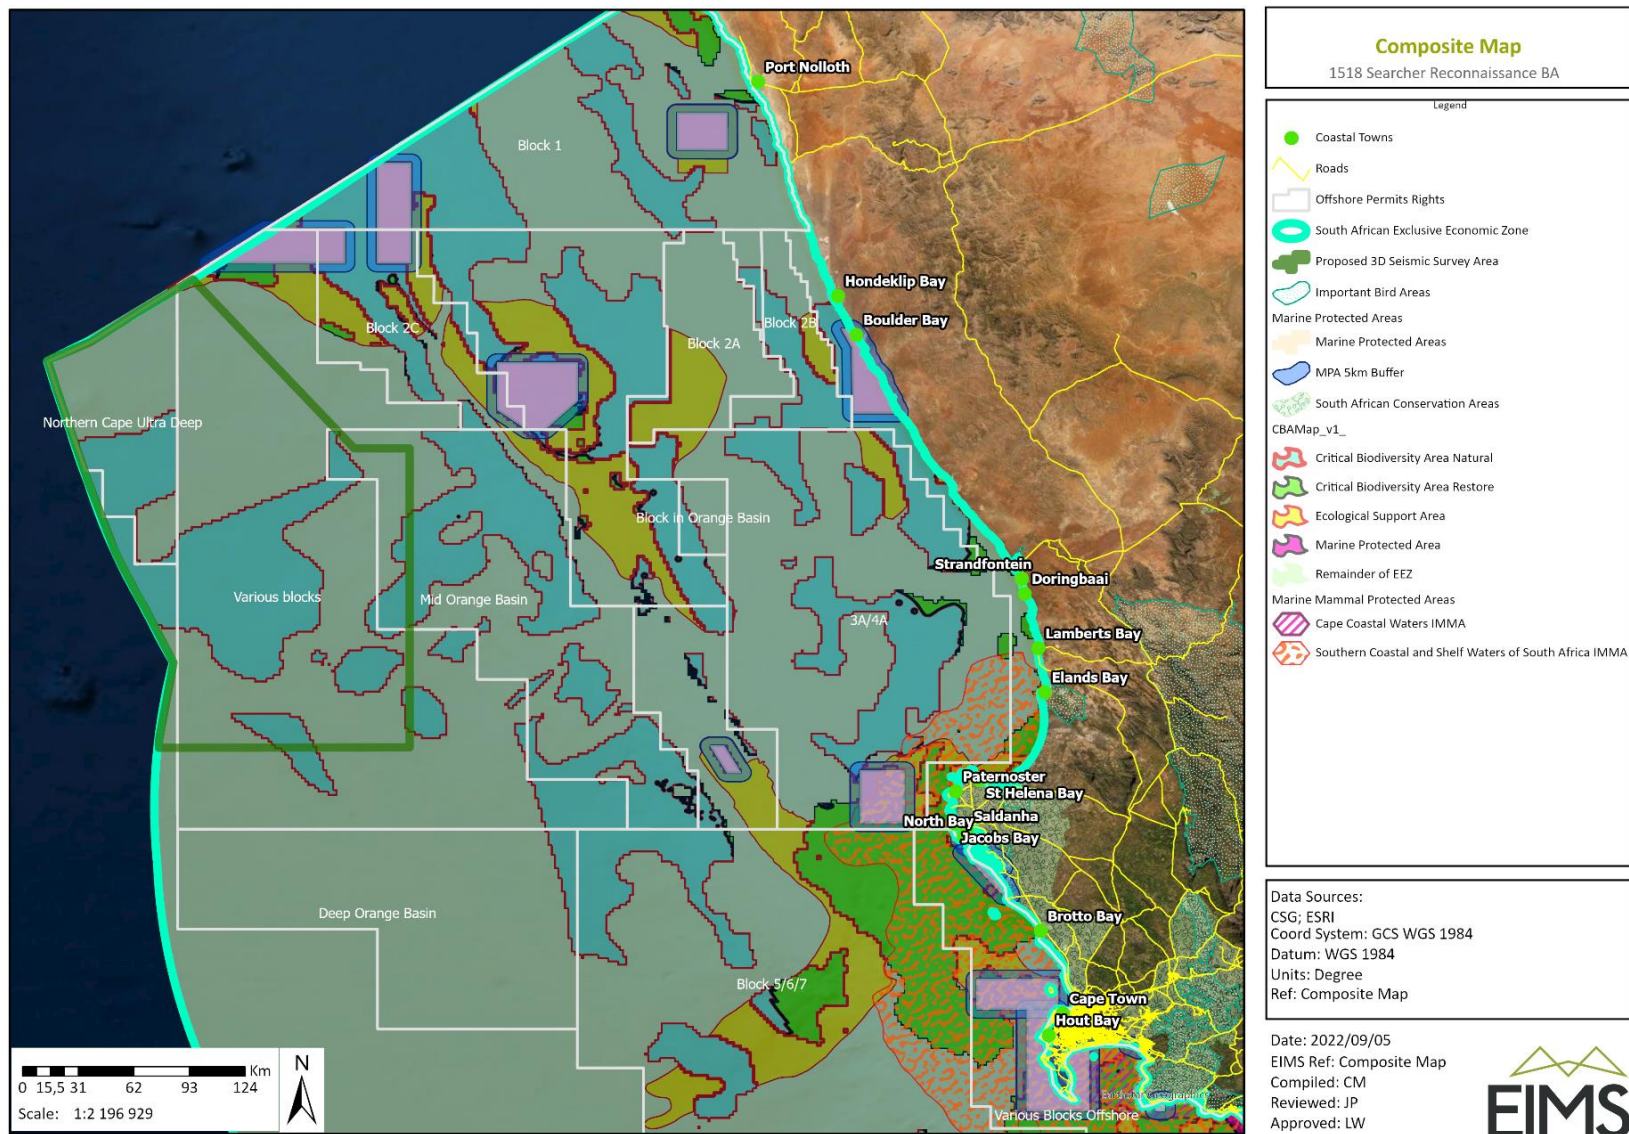 Port Nolloth
Block 1
Hondeklip Bay
Boulder Bay
Block 2C
Block 2B
Block 2A
Northern Cape Ultra Deep
Block in Orange Basin
Strandfontein
Doringbaai
Various blocks
Mid Orange Basin
3A/4A
Lamberts Bay
Elands Bay
Paternoster
St Helena Bay
North Bay
Saldanha
Jacobs Bay
Deep Orange Basin
Brotto Bay
Block 5/6/7
Cape Town
Hout Bay
Various Blocks Offshore
Km
0 15,5 31 62 93 124
Scale: 1:2 196 929
N
Composite Map
1518 Searcher Reconnaissance BA
Legend
Coastal Towns
Roads
Offshore Permits Rights
South African Exclusive Economic Zone
Proposed 3D Seismic Survey Area
Important Bird Areas
Marine Protected Areas
Marine Protected Areas
MPA 5km Buffer
South African Conservation Areas
CBAMap_v1_
Critical Biodiversity Area Natural
Critical Biodiversity Area Restore
Ecological Support Area
Marine Protected Area
Remainder of EEZ
Marine Mammal Protected Areas
Cape Coastal Waters IMMA
Southern Coastal and Shelf Waters of South Africa IMMA
Data Sources:
CSG; ESRI
Coord System: GCS WGS 1984
Datum: WGS 1984
Units: Degree
Ref: Composite Map
Date: 2022/09/05
EIMS Ref: Composite Map
Compiled: CM
Reviewed: JP
Approved: LW
EIMS